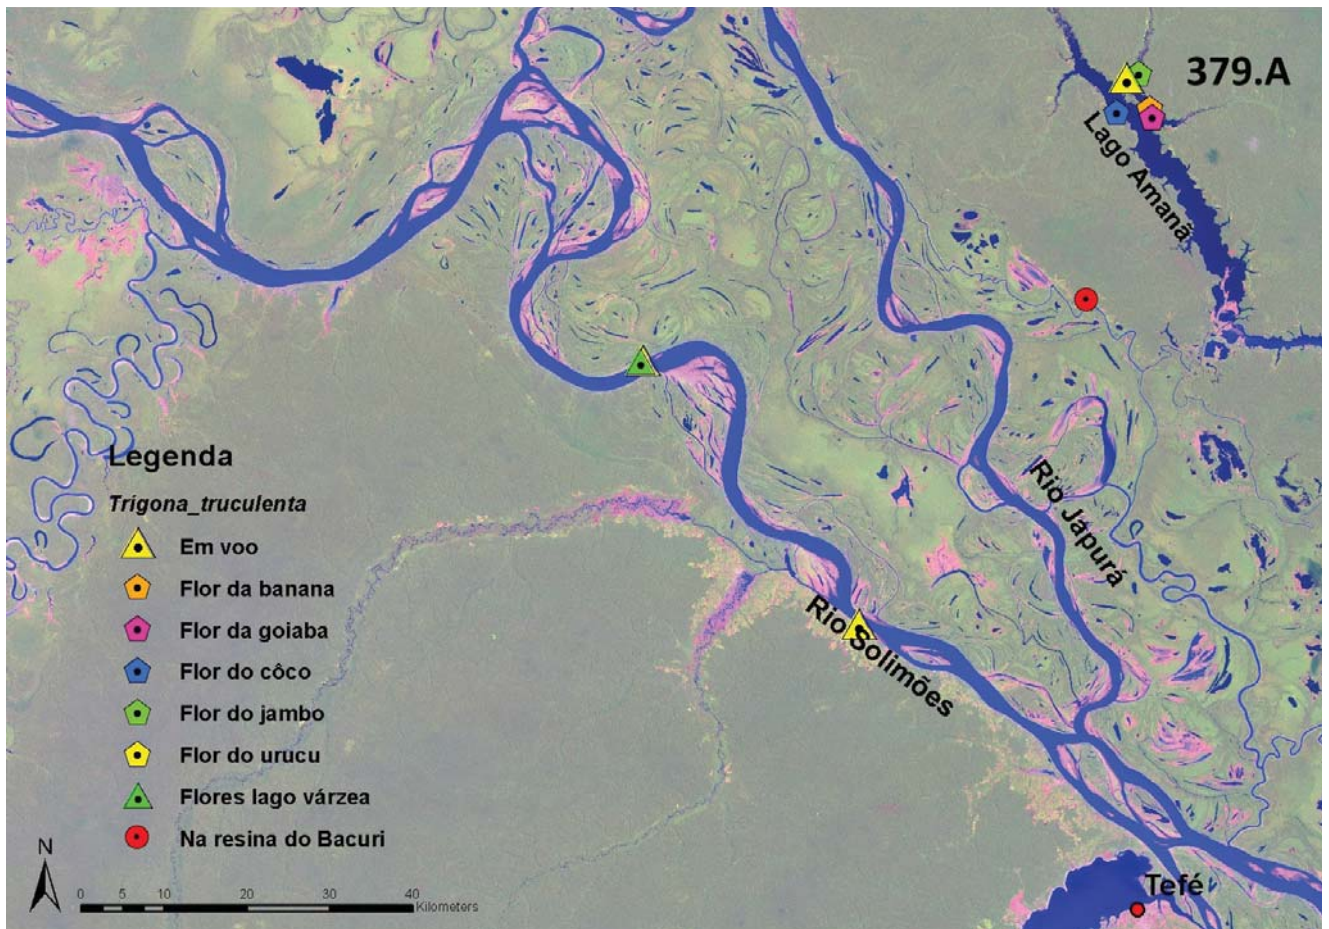 379.A
Lago Amanã
Rio Japurá
Rio Solimões
Legenda
Trigona_truculenta
Em voo
Flor da banana
Flor da goiaba
Flor do côco
Flor do jambo
Flor do urucu
Flores lago várzea
Na resina do Bacuri
N
0 5 10 20 30 40
Kilometers
Tefé